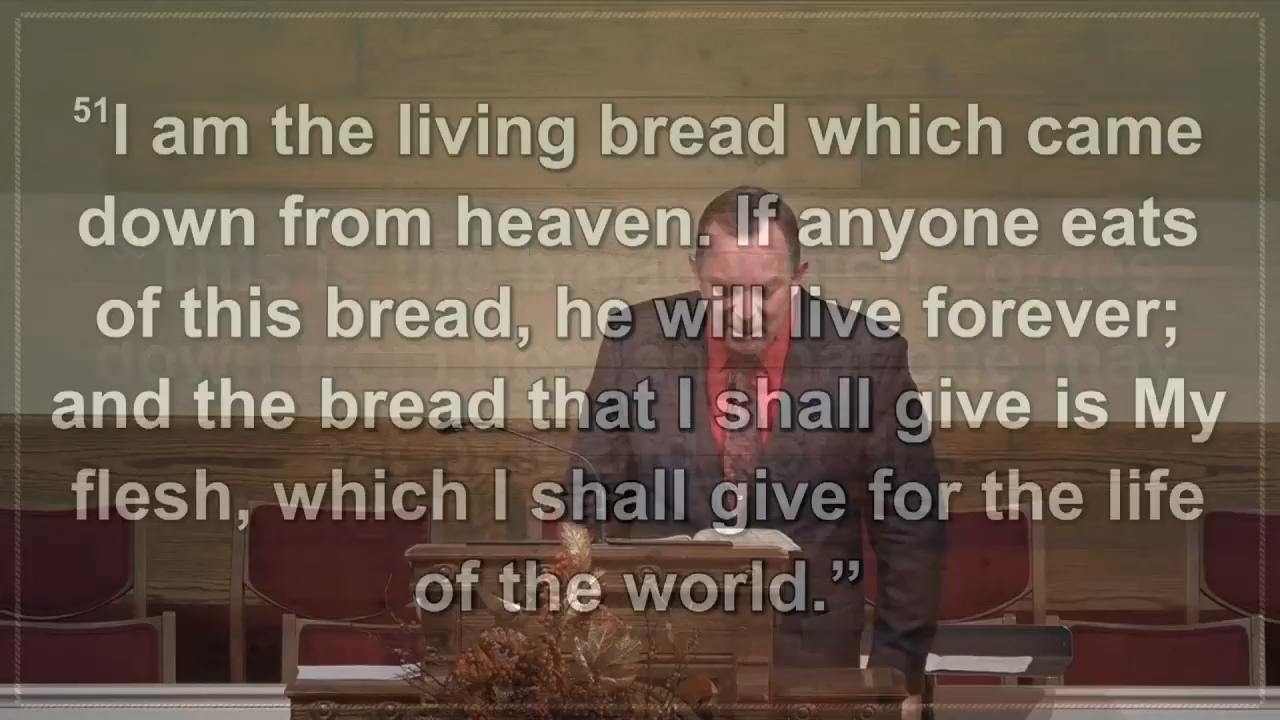 ⁵¹I am the living bread which came
down from heaven. If anyone eats
of this bread, he will live forever;
and the bread that I shall give is My
flesh, which I shall give for the life
of the world.”